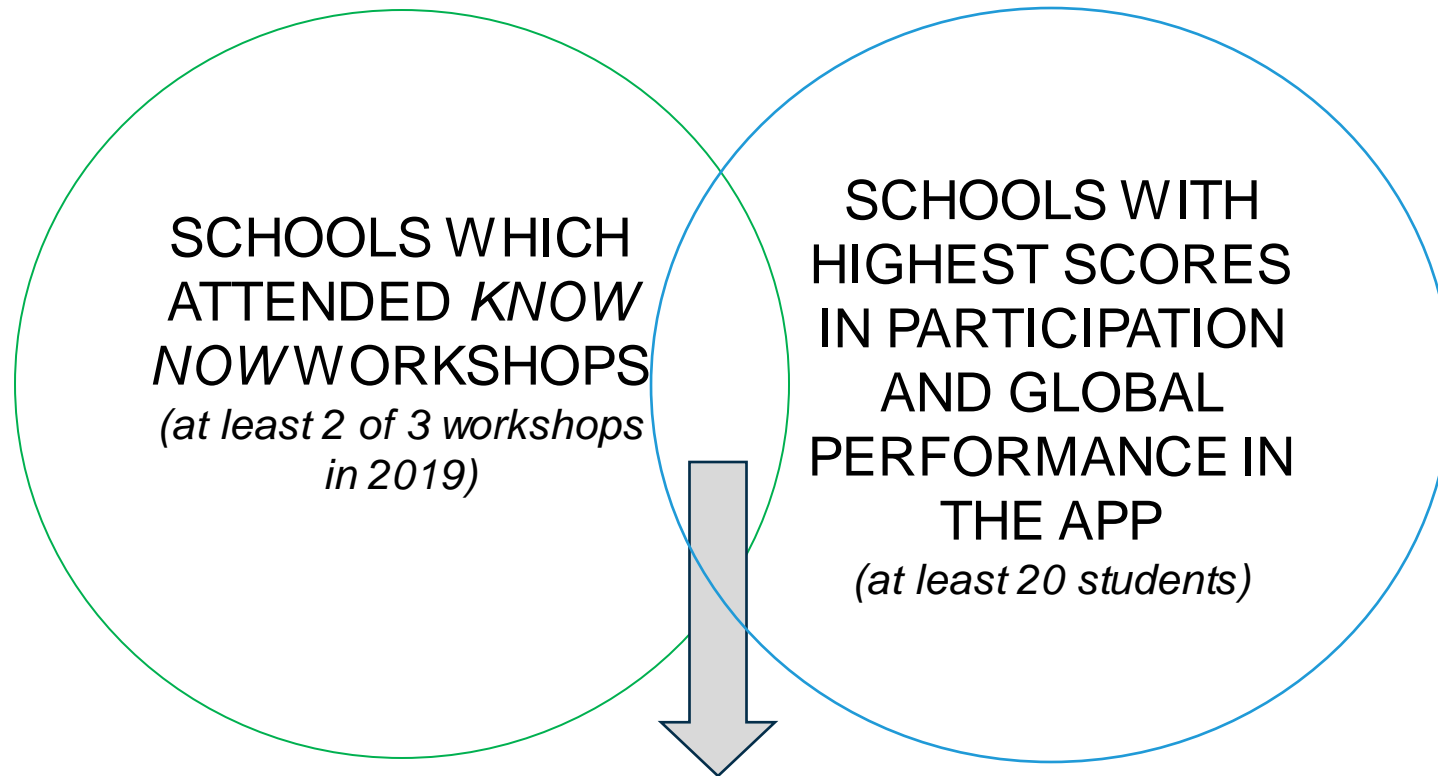 SCHOOLS WHICH
ATTENDED KNOW
NOW WORKSHOPS
(at least 2 of 3 workshops
in 2019)
SCHOOLS WITH
HIGHEST SCORES
IN PARTICIPATION
AND GLOBAL
PERFORMANCE IN
THE APP
(at least 20 students)